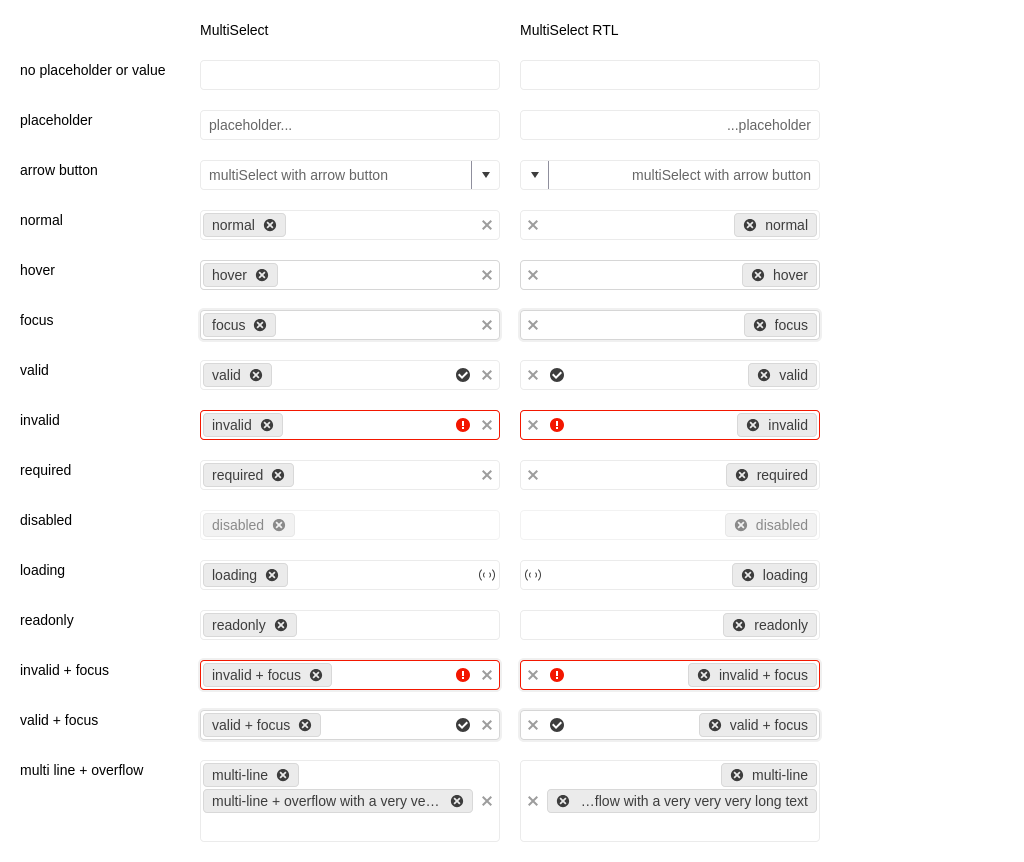 MultiSelect MultiSelect RTL
no placeholder or value
placeholder placeholder... ...placeholder
arrow button multiSelect with arrow button multiSelect with arrow button
normal normal normal
hover hover hover
focus focus focus
valid valid valid
invalid invalid invalid
required required required
disabled disabled disabled
loading loading loading
readonly readonly readonly
invalid + focus invalid + focus invalid + focus
valid + focus valid + focus valid + focus
multi line + overflow multi-line multi-line
multi-line + overflow with a very ve… …flow with a very very very long text